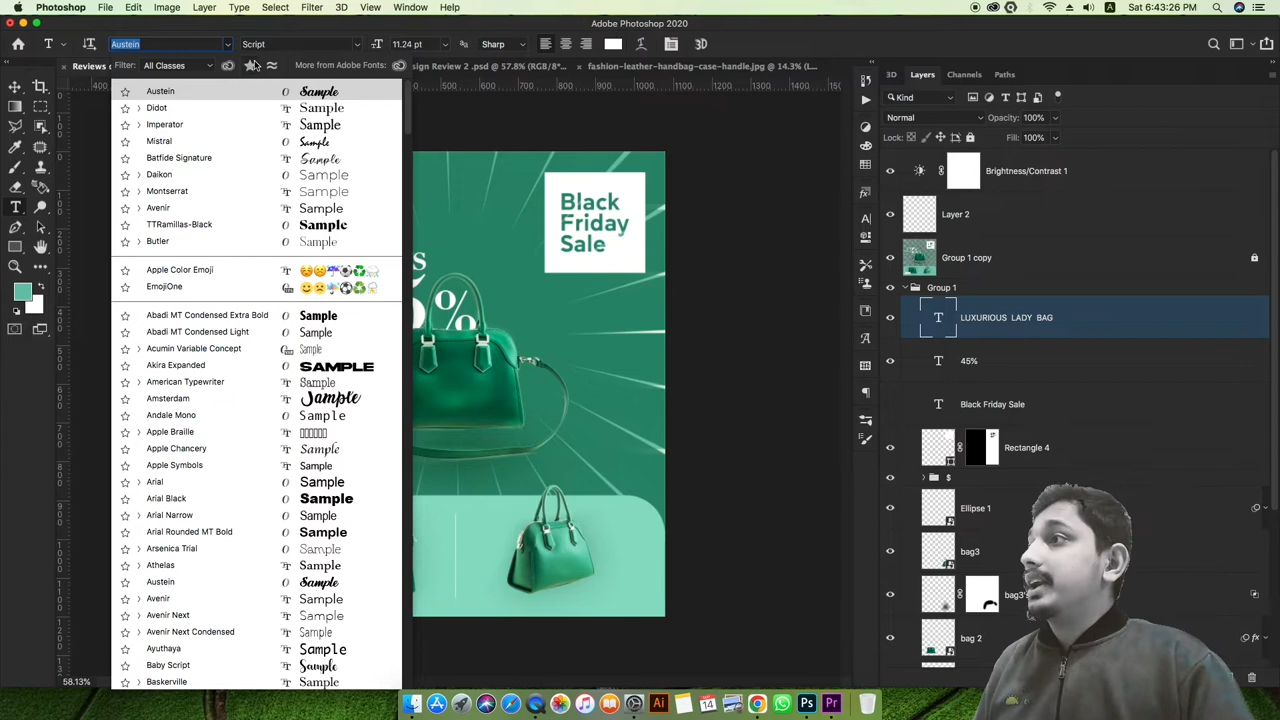 Photoshop File Edit Image Layer Type Select Filter 3D View Window Help
Sat 6:43:26 PM
Adobe Photoshop 2020
Austein Script 11.24 pt Sharp 3D
Filter: All Classes More from Adobe Fonts:
Reviews
sign Review 2 .psd @ 57.8% (RGB/8*...
fashion-leather-handbag-case-handle.jpg @ 14.3% (L...
Austein Sample
Didot Sample
Imperator Sample
Mistral Sample
Batfide Signature Sample
Daikon Sample
Montserrat Sample
Avenir Sample
TTRamillas-Black Sample
Butler Sample
Apple Color Emoji
EmojiOne
Abadi MT Condensed Extra Bold Sample
Abadi MT Condensed Light Sample
Acumin Variable Concept Sample
Akira Expanded SAMPLE
American Typewriter Sample
Amsterdam Sample
Andale Mono Sample
Apple Braille
Apple Chancery Sample
Apple Symbols Sample
Arial Sample
Arial Black Sample
Arial Narrow Sample
Arial Rounded MT Bold Sample
Arsenica Trial Sample
Athelas Sample
Austein Sample
Avenir Sample
Avenir Next Sample
Avenir Next Condensed Sample
Ayuthaya Sample
Baby Script Sample
Baskerville Sample
58.13%
Black
Friday
Sale
%
3D Layers Channels Paths
Kind
Normal Opacity: 100%
Lock: Fill: 100%
Brightness/Contrast 1
Layer 2
Group 1 copy
Group 1
LUXURIOUS LADY BAG
45%
Black Friday Sale
Rectangle 4
$
Ellipse 1
bag3
bag3's
bag 2